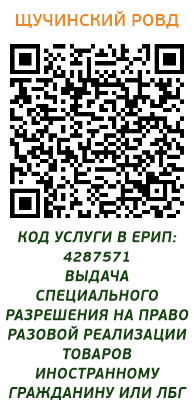 ЩУЧИНСКИЙ РОВД
КОД УСЛУГИ В ЕРИП:
4287571
ВЫДАЧА
СПЕЦИАЛЬНОГО
РАЗРЕШЕНИЯ НА ПРАВО
РАЗОВОЙ РЕАЛИЗАЦИИ
ТОВАРОВ
ИНОСТРАННОМУ
ГРАЖДАНИНУ ИЛИ ЛБГ